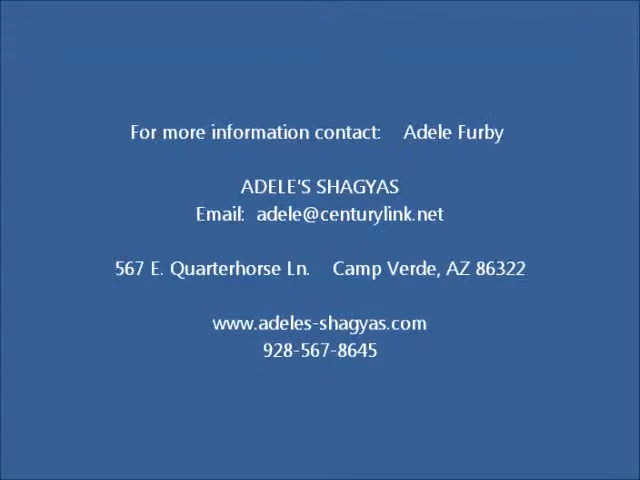 For more information contact: Adele Furby
ADELE'S SHAGYAS
Email: adele@centurylink.net
567 E. Quarterhorse Ln. Camp Verde, AZ 86322
www.adeles-shagyas.com
928-567-8645